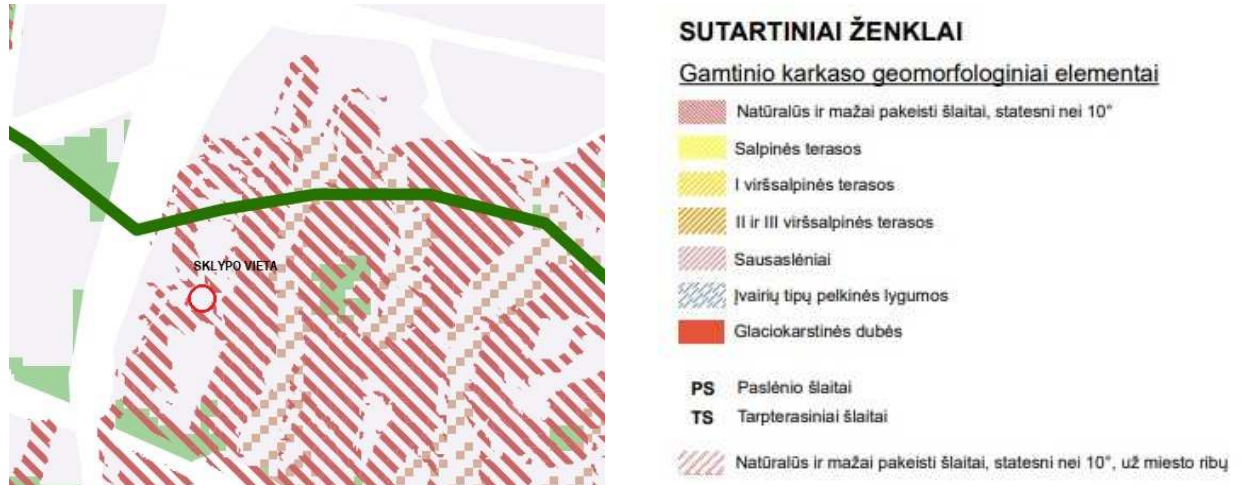 SKLYPO VIETA
SUTARTINIAI ŽENKLAI
Gamtinio karkaso geomorfologiniai elementai
Natūralūs ir mažai pakeisti šlaitai, statesni nei 10°
Salpinės terasos
I viršsalpinės terasos
II ir III viršsalpinės terasos
Sausaslėniai
Įvairių tipų pelkinės lygumos
Glaciokarstinės dubės
PS Paslėnio šlaitai
TS Tarpterasiniai šlaitai
Natūralūs ir mažai pakeisti šlaitai, statesni nei 10°, už miesto ribų